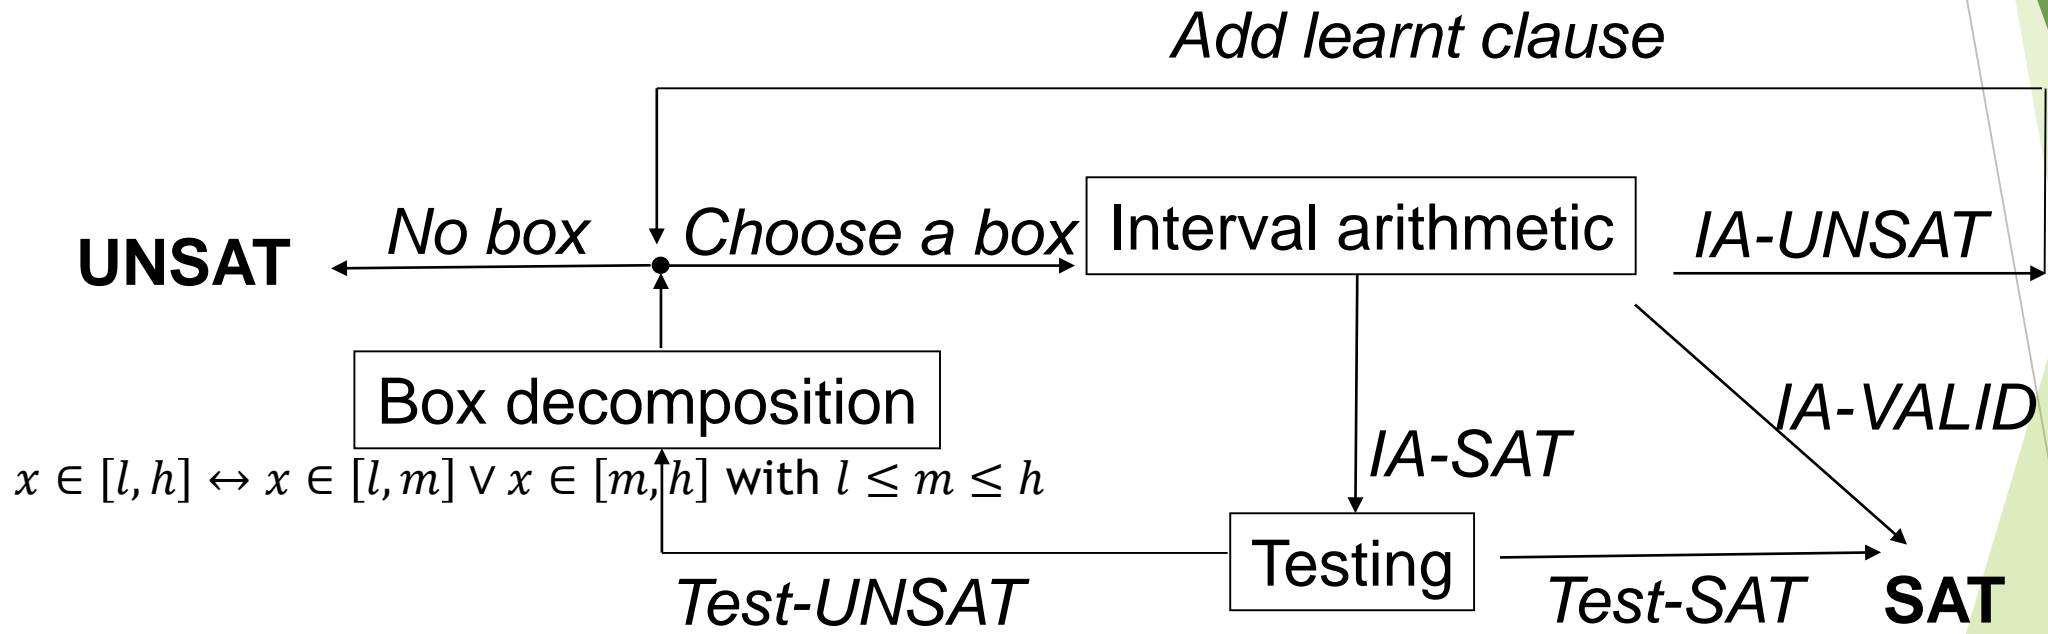 Add learnt clause
UNSAT
No box
Choose a box
Interval arithmetic
IA-UNSAT
Box decomposition
IA-VALID
x ∈ [l, h] ↔ x ∈ [l, m] ∨ x ∈ [m, h] with l ≤ m ≤ h
IA-SAT
Testing
Test-UNSAT
Test-SAT
SAT